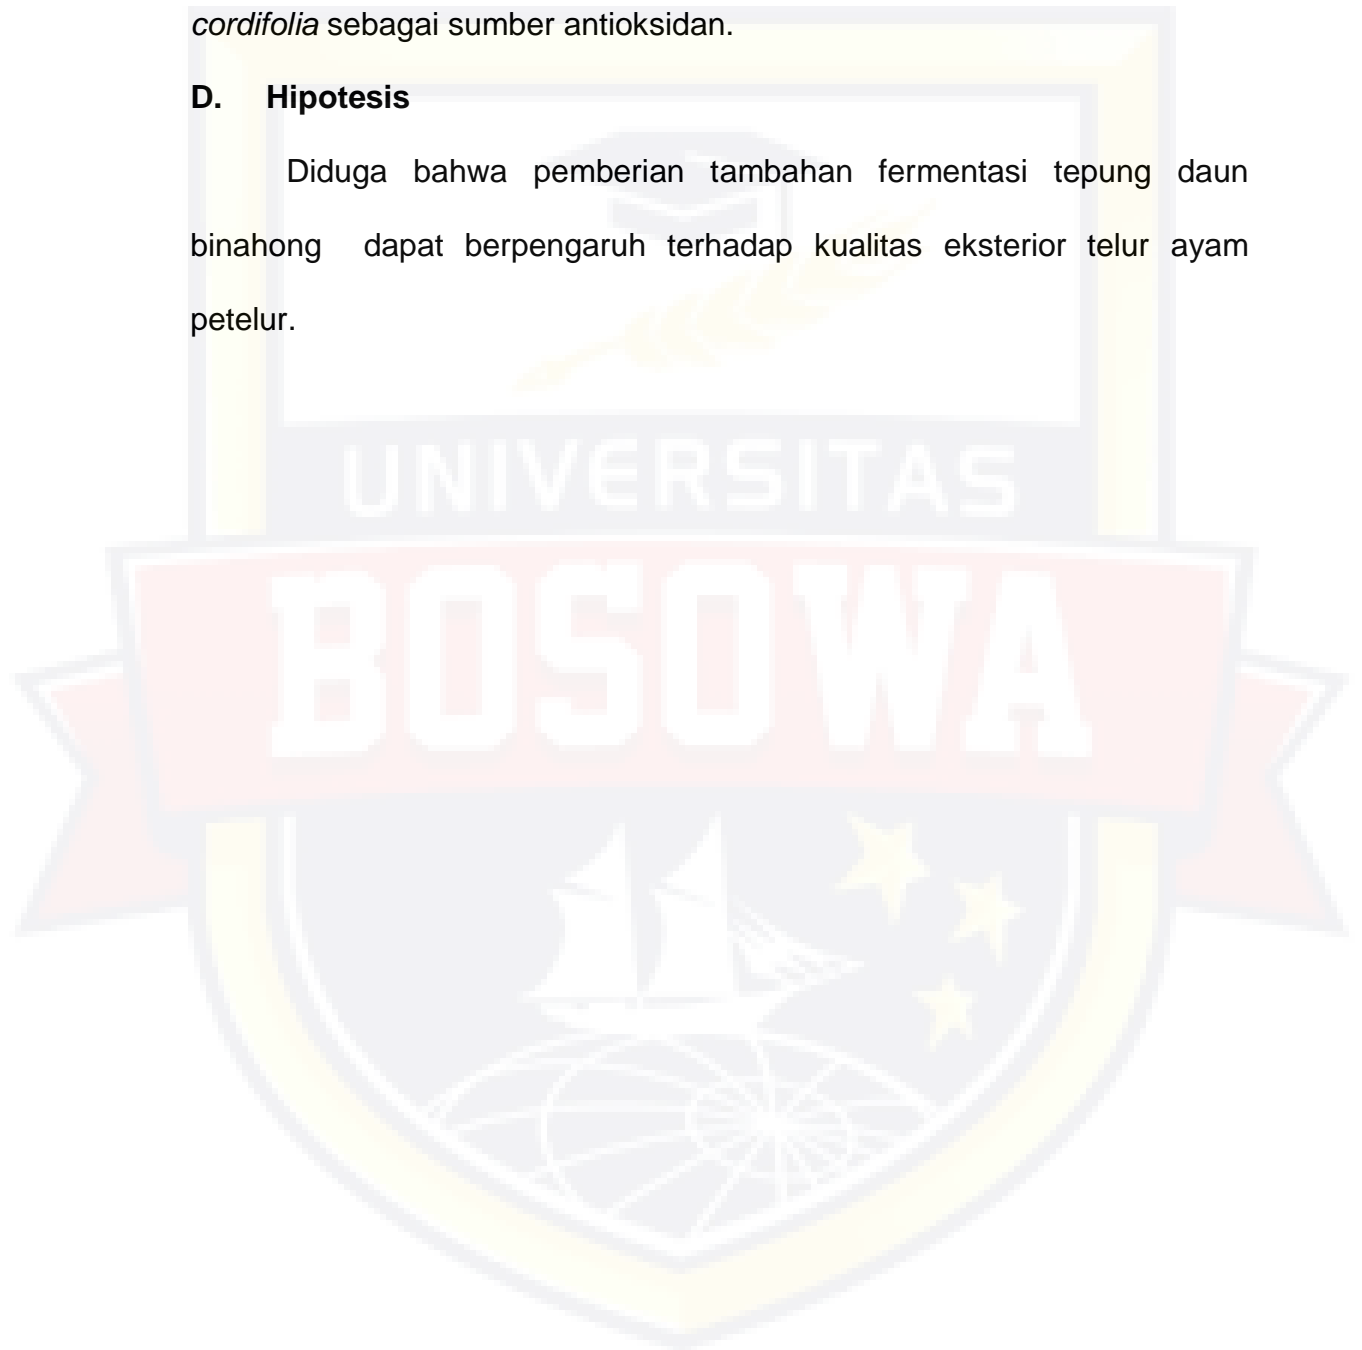 cordifolia sebagai sumber antioksidan.
D. Hipotesis
Diduga bahwa pemberian tambahan fermentasi tepung daun
binahong dapat berpengaruh terhadap kualitas eksterior telur ayam
petelur.
UNIVERSITAS
BOSOWA